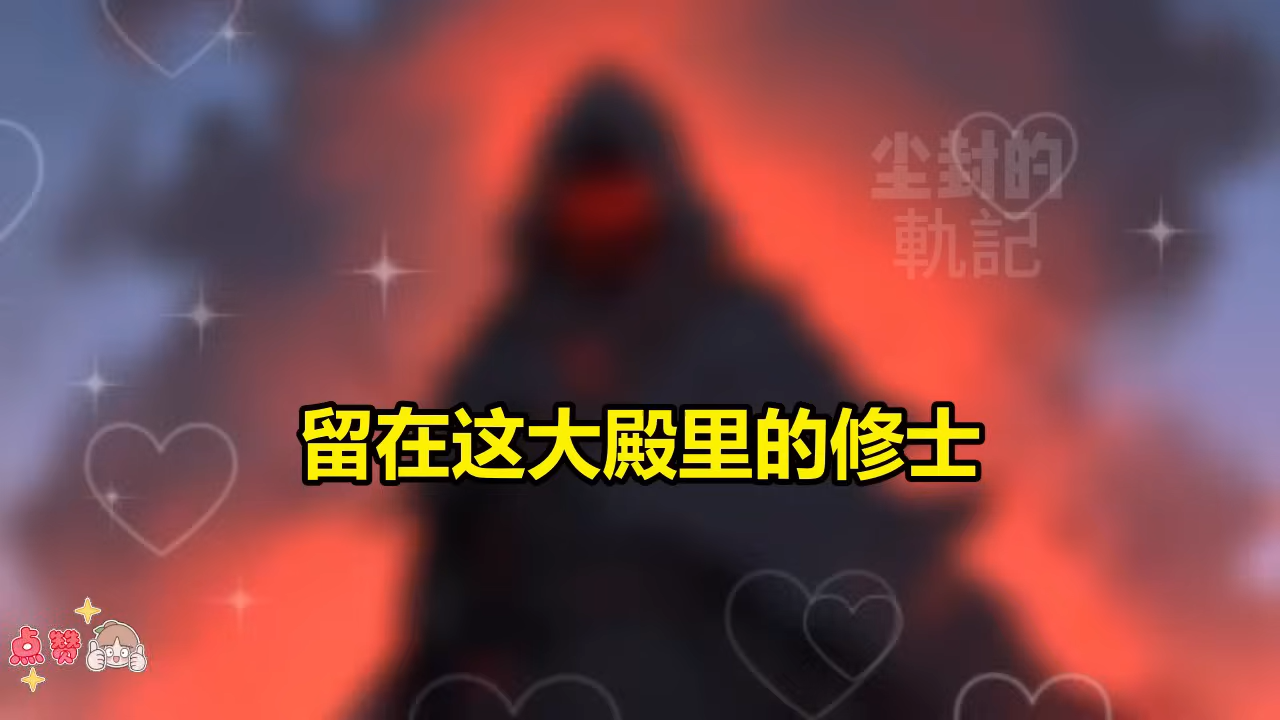 尘封的
軌記
留在这大殿里的修士
点赞